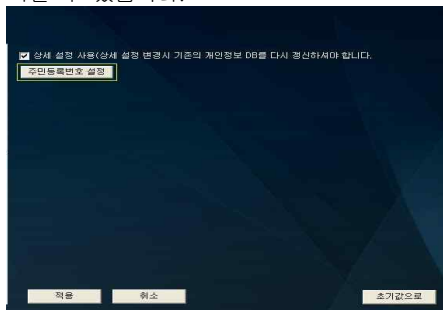 ☑ 상세 설정 사용(상세 설정 변경시 기존의 개인정보 DB를 다시 갱신하셔야 합니다.
주민등록번호 설정
적용 취소 초기값으로